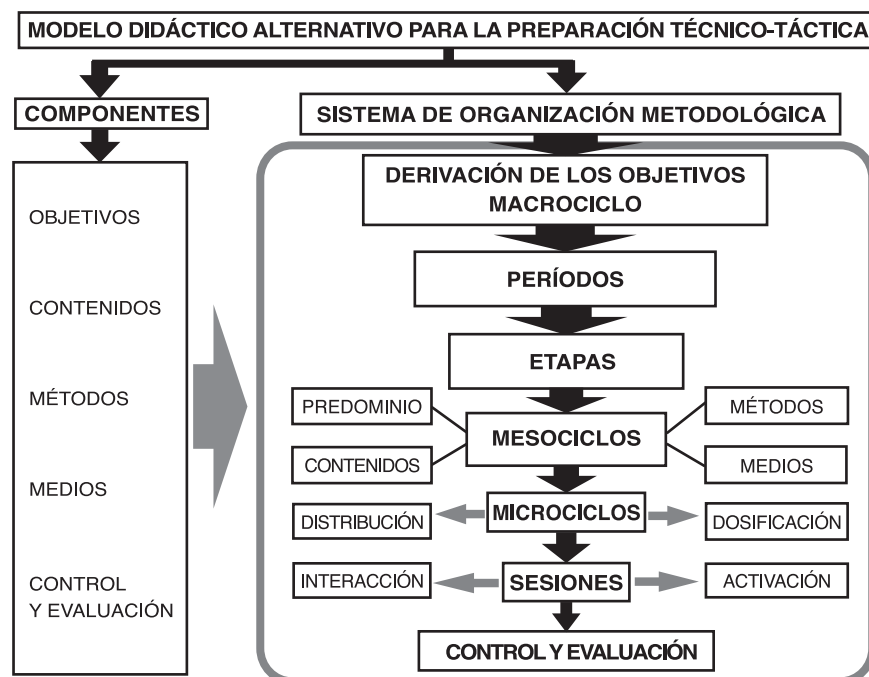 MODELO DIDÁCTICO ALTERNATIVO PARA LA PREPARACIÓN TÉCNICO-TÁCTICA
COMPONENTES
OBJETIVOS
CONTENIDOS
MÉTODOS
MEDIOS
CONTROL
Y EVALUACIÓN
SISTEMA DE ORGANIZACIÓN METODOLÓGICA
DERIVACIÓN DE LOS OBJETIVOS
MACROCICLO
PERÍODOS
ETAPAS
PREDOMINIO
CONTENIDOS
MESOCICLOS
MÉTODOS
MEDIOS
DISTRIBUCIÓN
MICROCICLOS
DOSIFICACIÓN
INTERACCIÓN
SESIONES
ACTIVACIÓN
CONTROL Y EVALUACIÓN